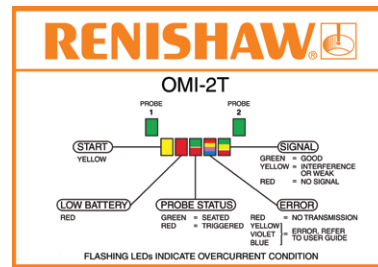 RENISHAW®
OMI-2T
PROBE 1
PROBE 2
START
YELLOW
SIGNAL
GREEN = GOOD
YELLOW = INTERFERENCE OR WEAK
RED = NO SIGNAL
LOW BATTERY
RED
PROBE STATUS
GREEN = SEATED
RED = TRIGGERED
ERROR
RED = NO TRANSMISSION
YELLOW
VIOLET
BLUE
= ERROR, REFER TO USER GUIDE
FLASHING LEDs INDICATE OVERCURRENT CONDITION